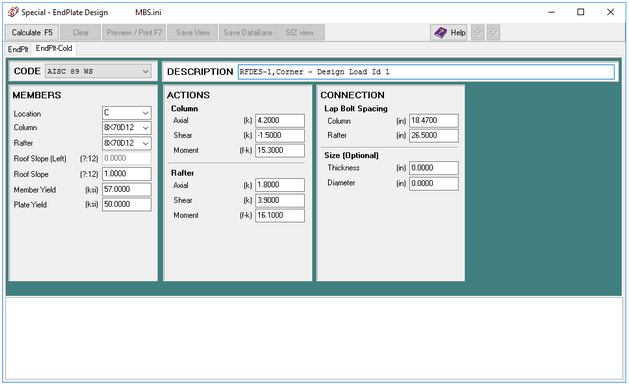 Special - EndPlate Design MBS.ini
Calculate F5 Clear Preview / Print F7 Save View Save DataBase SIZ view Help
EndPlt EndPlt-Cold
CODE AISC 89 WS DESCRIPTION RFDES-1,Corner - Design Load Id 1
MEMBERS
Location C
Column 8X70D12
Rafter 8X70D12
Roof Slope (Left) (?:12) 0.0000
Roof Slope (?:12) 1.0000
Member Yield (ksi) 57.0000
Plate Yield (ksi) 50.0000
ACTIONS
Column
Axial (k) 4.2000
Shear (k) -1.5000
Moment (f-k) 15.3000
Rafter
Axial (k) 1.8000
Shear (k) 3.9000
Moment (f-k) 16.1000
CONNECTION
Lap Bolt Spacing
Column (in) 18.4700
Rafter (in) 26.5000
Size (Optional)
Thickness (in) 0.0000
Diameter (in) 0.0000